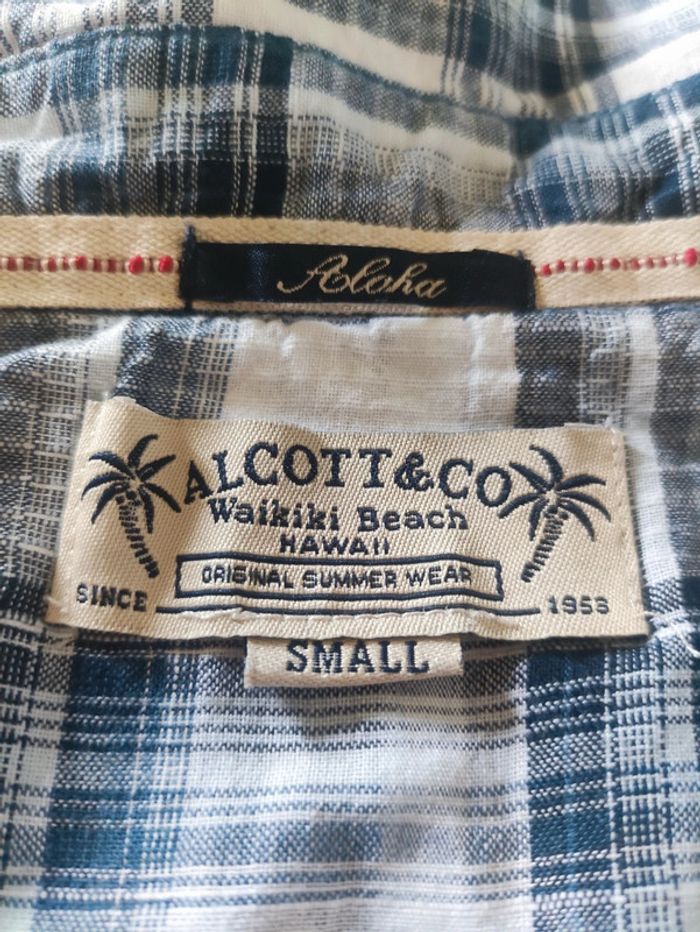 Aloha
ALCOTT & CO
Waikiki Beach
HAWAII
ORIGINAL SUMMER WEAR
SINCE 1953
SMALL